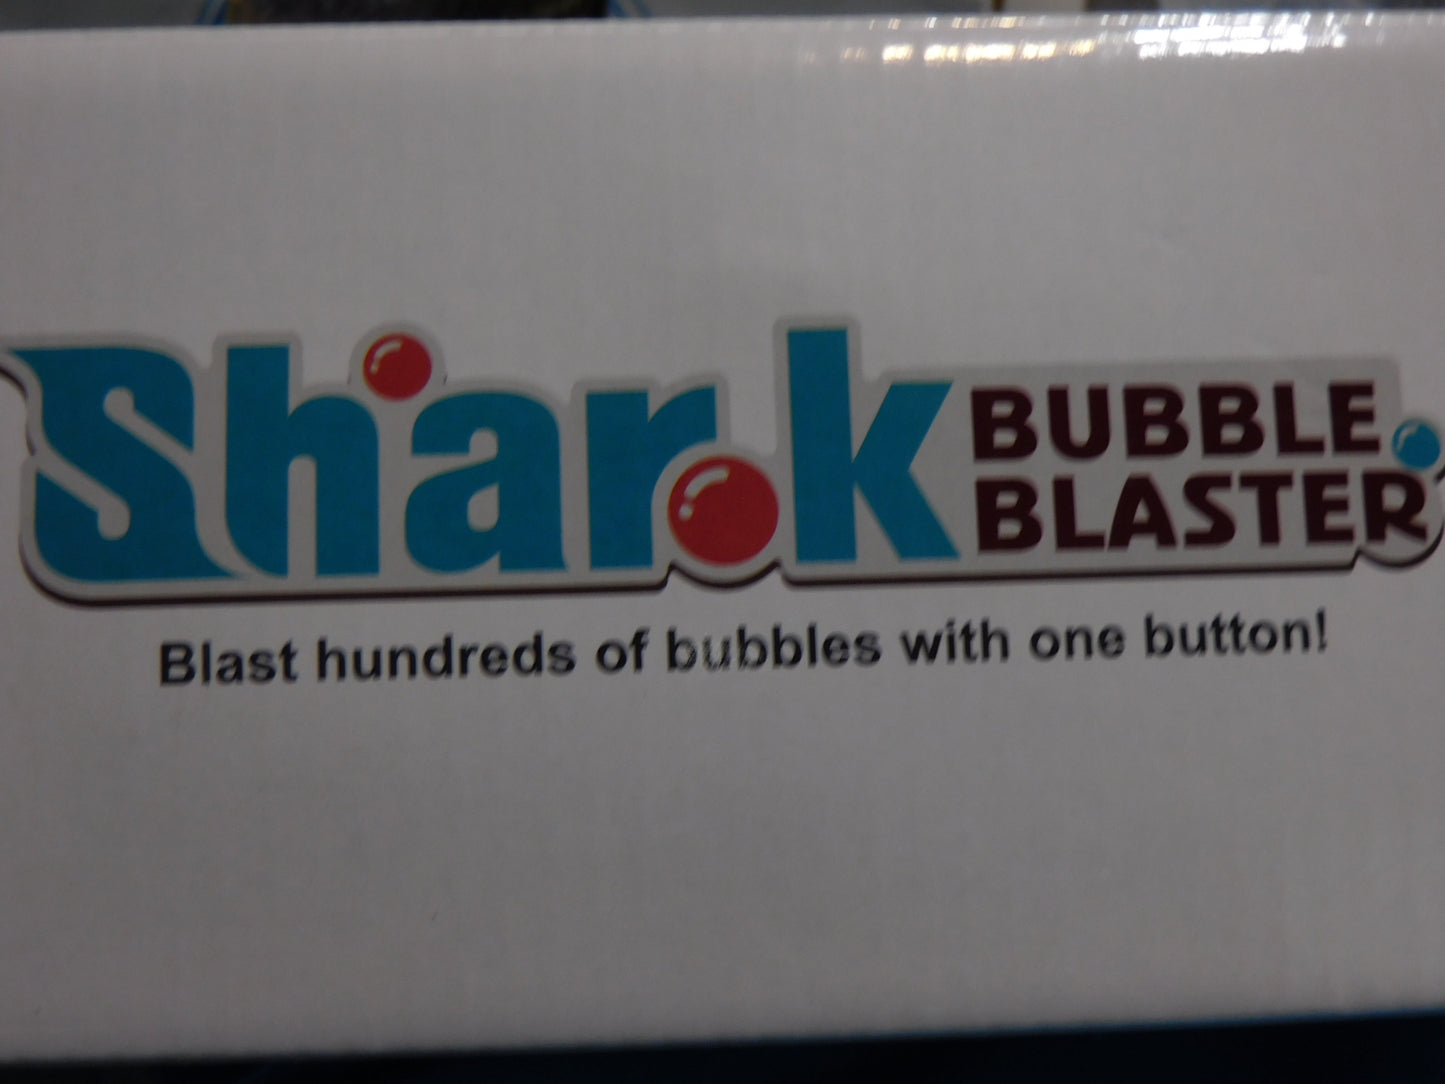 Shark BUBBLE
BLASTER
Blast hundreds of bubbles with one button!